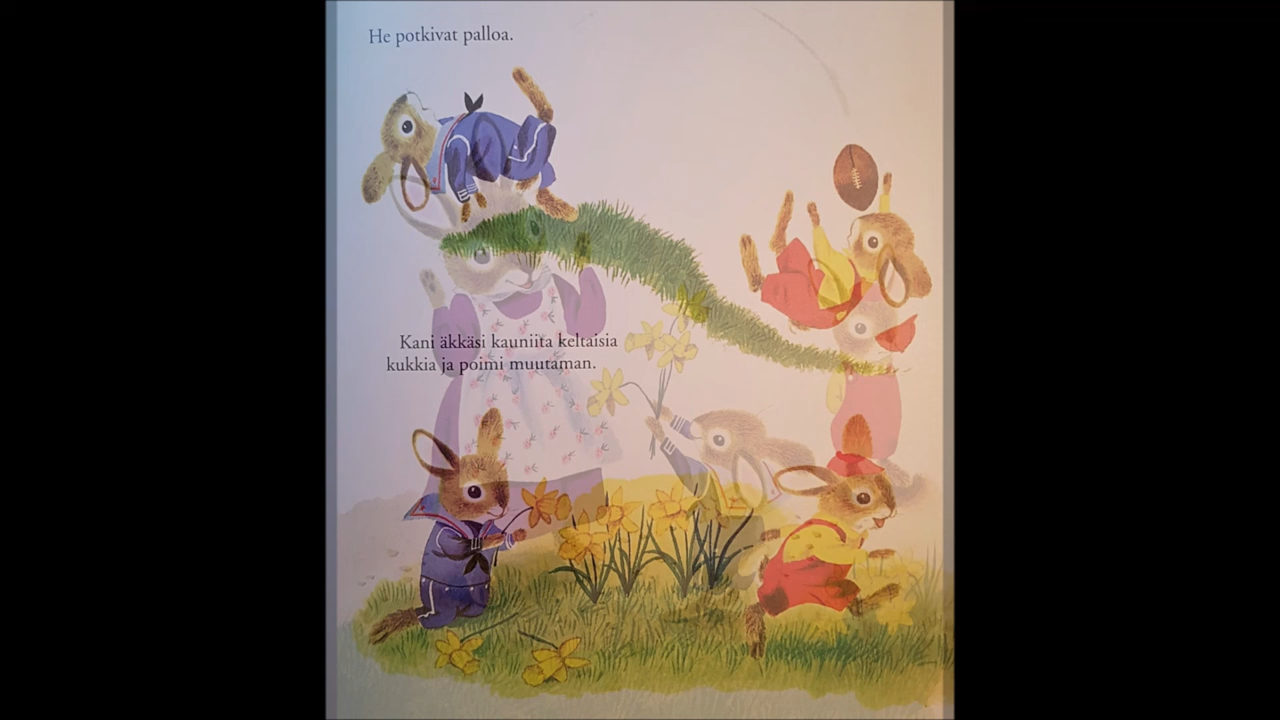 He potkivat palloa.
Kani äkkäsi kauniita keltaisia
kukkia ja poimi muutaman.